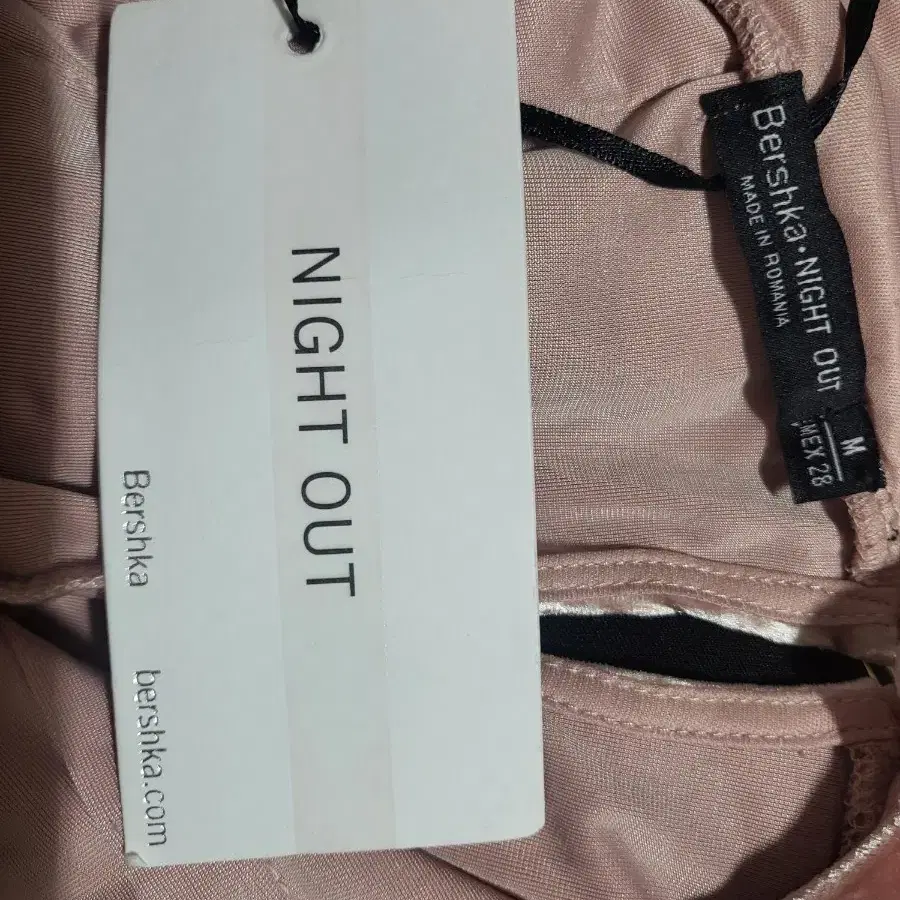 NIGHT OUT
Bershka
bershka.com
Bershka•NIGHT OUT
MADE IN ROMANIA
M
MEX 28